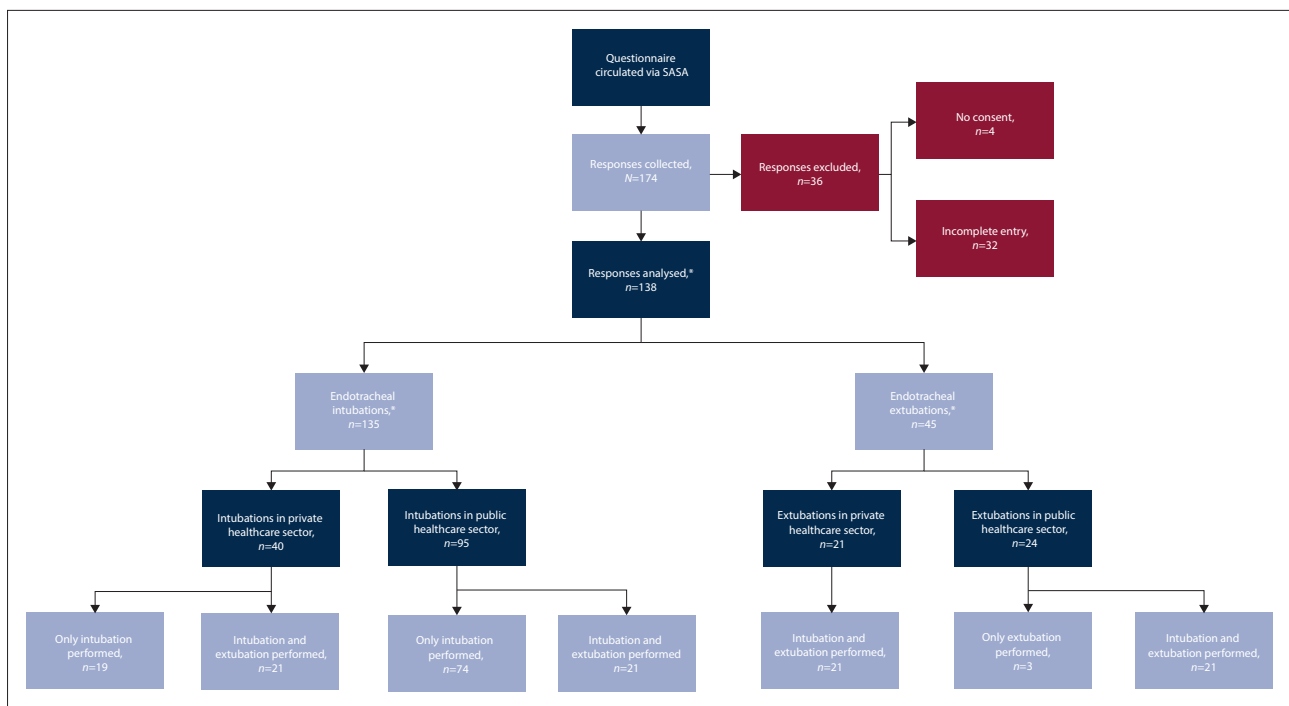 Questionnaire
circulated via SASA
No consent,
n=4
Responses collected,
N=174
Responses excluded,
n=36
Incomplete entry,
n=32
Responses analysed,*
n=138
Endotracheal
intubations,*
n=135
Endotracheal
extubations,*
n=45
Intubations in private
healthcare sector,
n=40
Intubations in public
healthcare sector,
n=95
Extubations in private
healthcare sector,
n=21
Extubations in public
healthcare sector,
n=24
Only intubation
performed,
n=19
Intubation and
extubation performed,
n=21
Only intubation
performed,
n=74
Intubation and
extubation performed
n=21
Intubation and
extubation performed,
n=21
Only extubation
performed,
n=3
Intubation and
extubation performed,
n=21